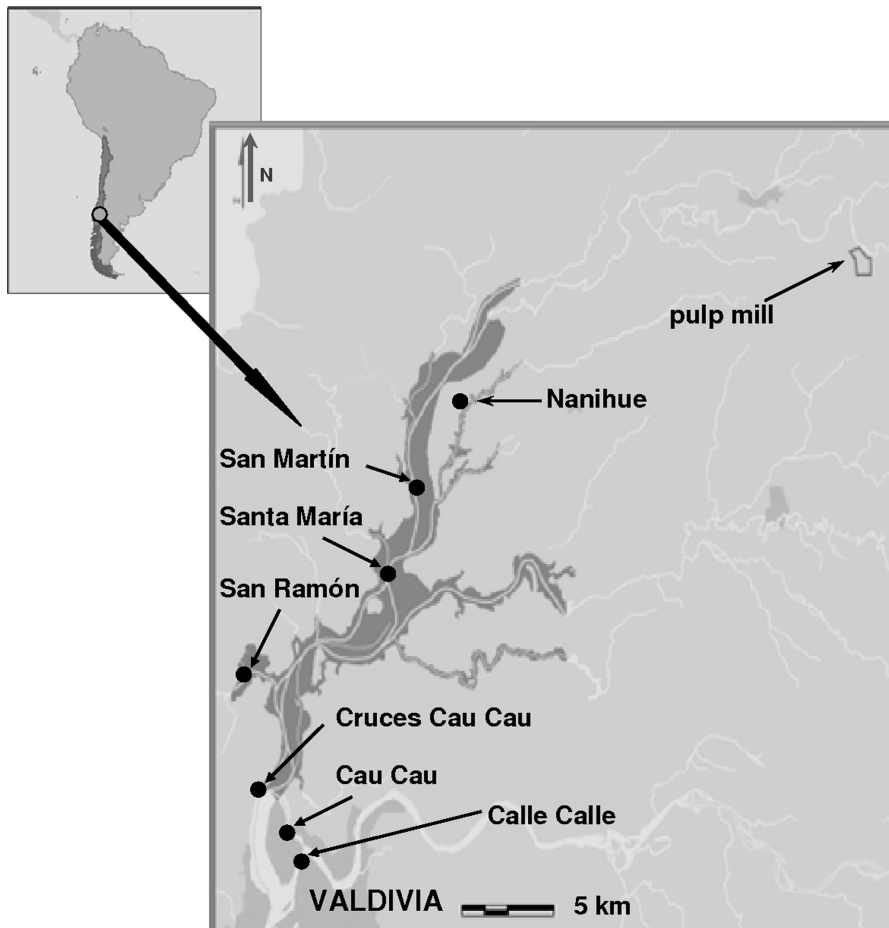 N
pulp mill
Nanihue
San Martín
Santa María
San Ramón
Cruces Cau Cau
Cau Cau
Calle Calle
VALDIVIA
5 km